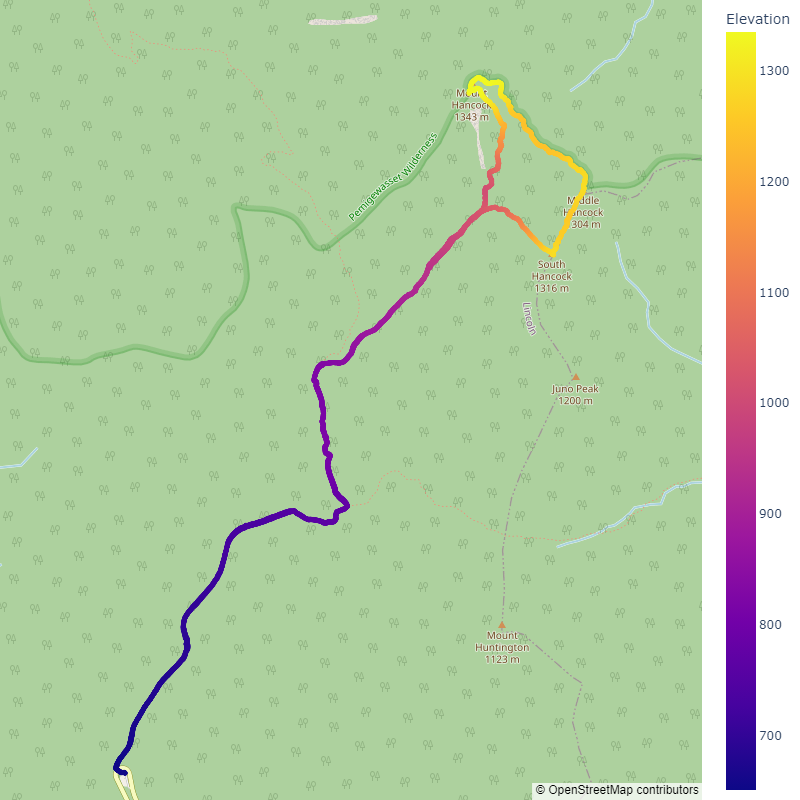 Elevation
1300
1200
1100
1000
900
800
700
Mount
Hancock
1343 m
Pemigewasser Wilderness
Middle
Hancock
1304 m
South
Hancock
1316 m
Lincoln
Juno Peak
1200 m
Mount
Huntington
1123 m
© OpenStreetMap contributors